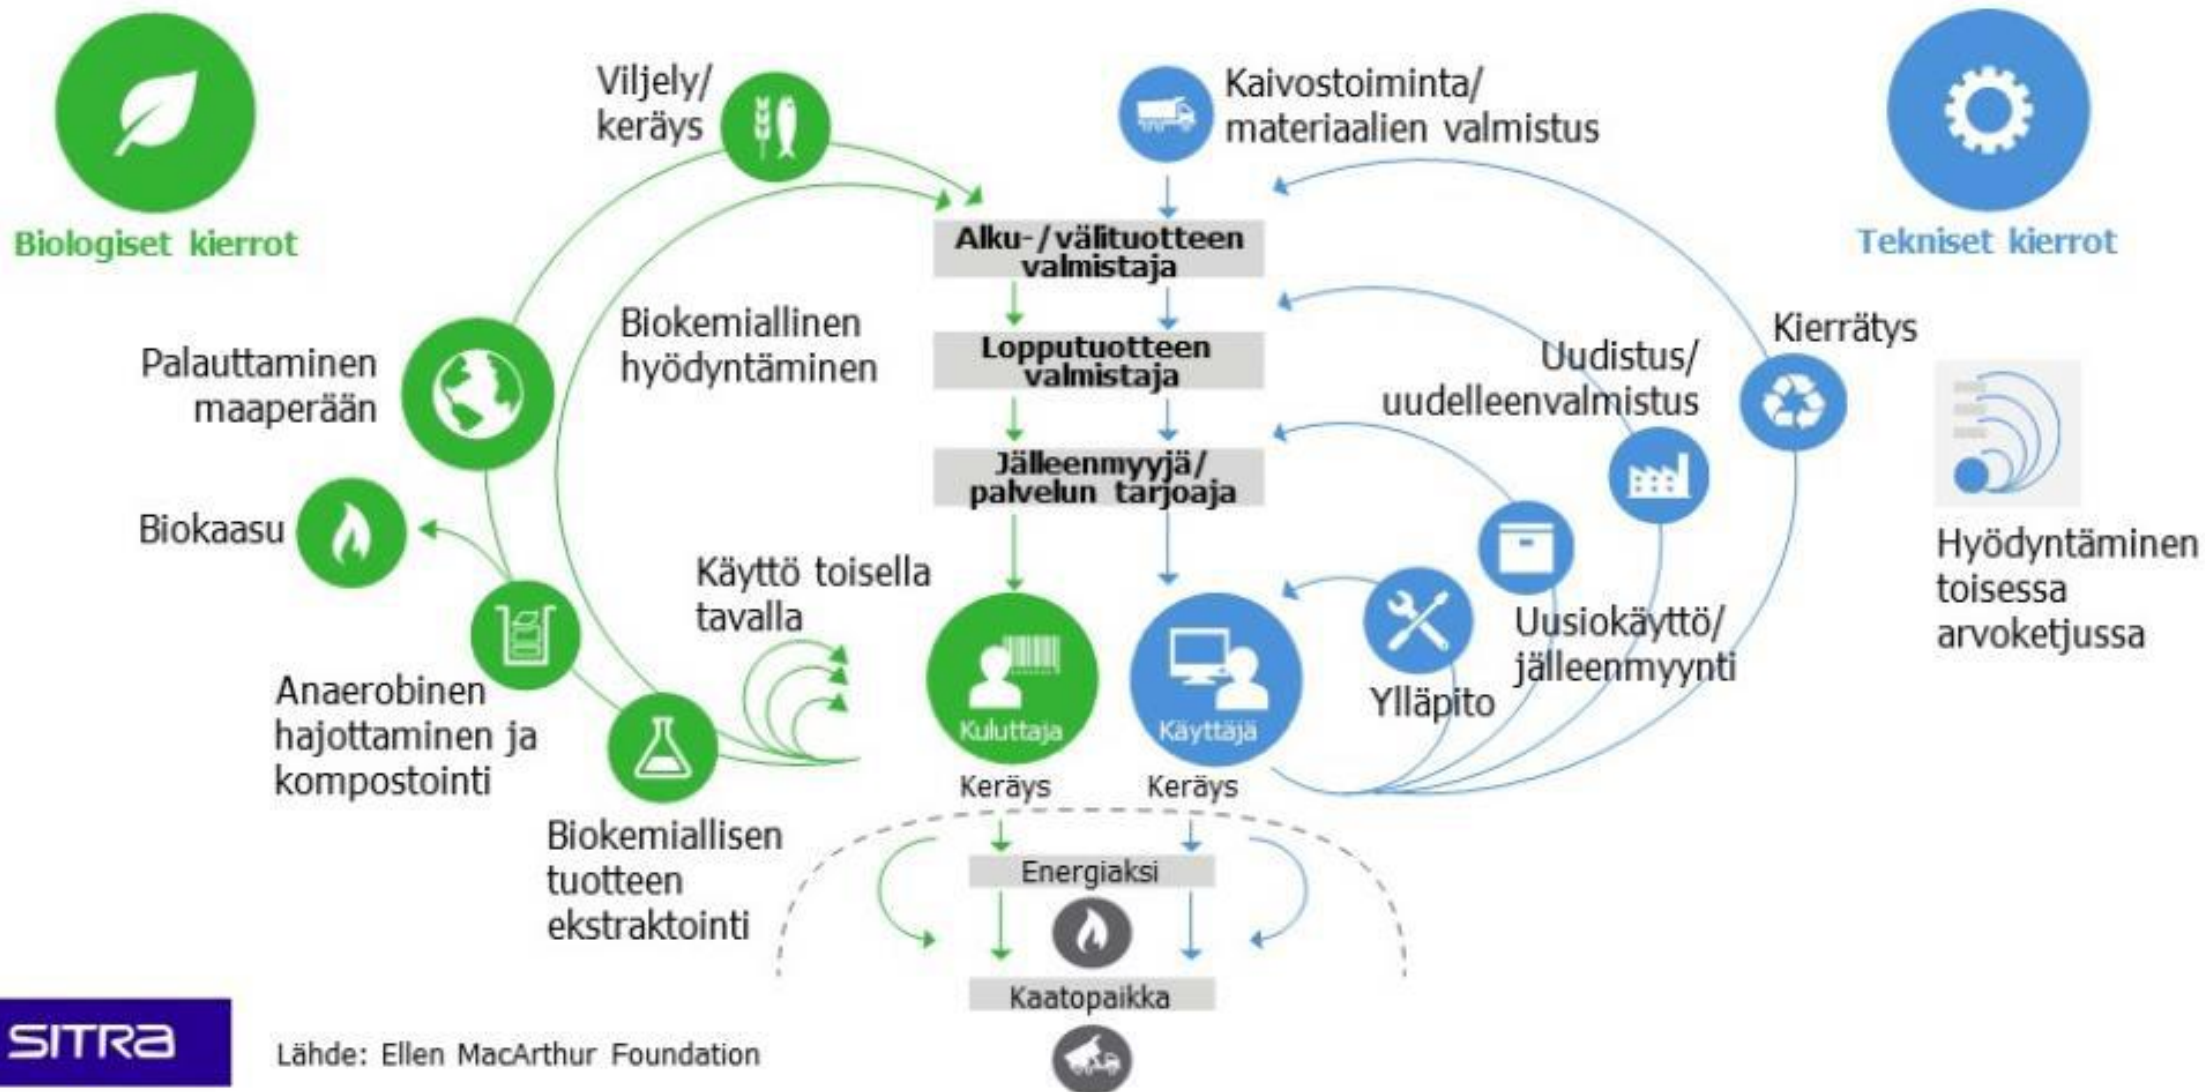 Viljely/
keräys
Kaivostoiminta/
materiaalien valmistus
Biologiset kierrot
Tekniset kierrot
Alku-/välituotteen
valmistaja
Biokemiallinen
hyödyntäminen
Lopputuotteen
valmistaja
Palauttaminen
maaperään
Uudistus/
uudelleenvalmistus
Kierrätys
Jälleenmyyjä/
palvelun tarjoaja
Biokaasu
Käyttö toisella
tavalla
Hyödyntäminen
toisessa
arvoketjussa
Anaerobinen
hajottaminen ja
kompostointi
Kuluttaja
Käyttäjä
Ylläpito
Uusiokäyttö/
jälleenmyynti
Keräys
Keräys
Biokemiallisen
tuotteen
ekstraktointi
Energiaksi
Kaatopaikka
SITRA
Lähde: Ellen MacArthur Foundation